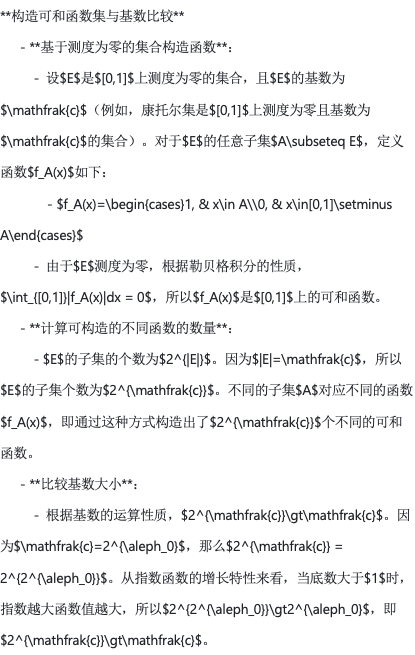 **构造可和函数集与基数比较**
- **基于测度为零的集合构造函数**：
- 设$E$是$[0,1]$上测度为零的集合，且$E$的基数为
$\mathfrak{c}$（例如，康托尔集是$[0,1]$上测度为零且基数为
$\mathfrak{c}$的集合）。对于$E$的任意子集$A\subseteq E$，定义
函数$f_A(x)$如下：
- $f_A(x)=\begin{cases}1, & x\in A\\0, & x\in[0,1]\setminus
A\end{cases}$
- 由于$E$测度为零，根据勒贝格积分的性质，
$\int_{[0,1]}|f_A(x)|dx = 0$，所以$f_A(x)$是$[0,1]$上的可和函数。
- **计算可构造的不同函数的数量**：
- $E$的子集的个数为$2^{|E|}$。因为$|E|=\mathfrak{c}$，所以
$E$的子集个数为$2^{\mathfrak{c}}$。不同的子集$A$对应不同的函数
$f_A(x)$，即通过这种方式构造出了$2^{\mathfrak{c}}$个不同的可和
函数。
- **比较基数大小**：
- 根据基数的运算性质，$2^{\mathfrak{c}}\gt\mathfrak{c}$。因
为$\mathfrak{c}=2^{\aleph_0}$，那么$2^{\mathfrak{c}} =
2^{2^{\aleph_0}}$。从指数函数的增长特性来看，当底数大于$1$时，
指数越大函数值越大，所以$2^{2^{\aleph_0}}\gt2^{\aleph_0}$，即
$2^{\mathfrak{c}}\gt\mathfrak{c}$。